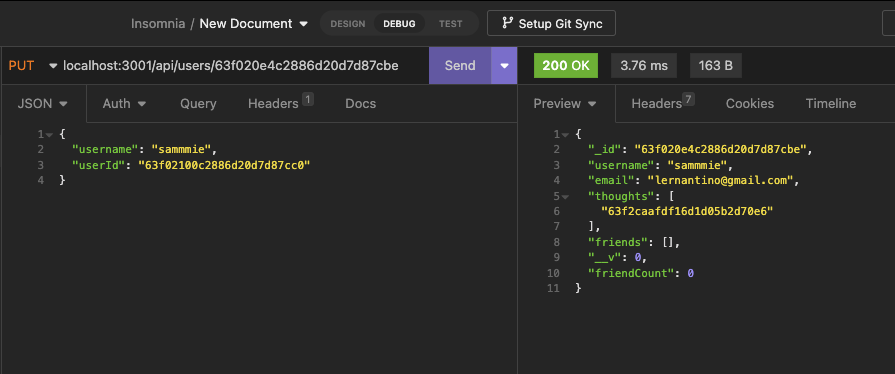 Insomnia / New Document
DESIGN DEBUG TEST
Setup Git Sync
PUT localhost:3001/api/users/63f020e4c2886d20d7d87cbe Send
JSON Auth Query Headers 1 Docs
1 {
2 "username": "sammmie",
3 "userId": "63f02100c2886d20d7d87cc0"
4 }
200 OK 3.76 ms 163 B
Preview Headers 7 Cookies Timeline
1 {
2 "_id": "63f020e4c2886d20d7d87cbe",
3 "username": "sammmie",
4 "email": "lernantino@gmail.com",
5 "thoughts": [
6 "63f2caafdf16d1d05b2d70e6"
7 ],
8 "friends": [],
9 "__v": 0,
10 "friendCount": 0
11 }